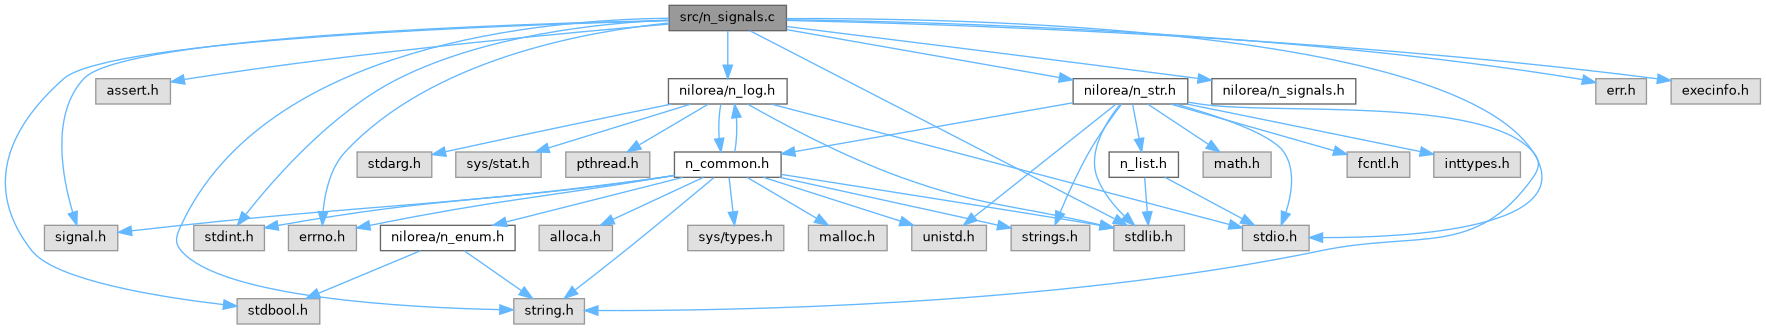 src/n_signals.c
assert.h
nilorea/n_log.h
nilorea/n_str.h
nilorea/n_signals.h
err.h
execinfo.h
stdarg.h
sys/stat.h
pthread.h
n_common.h
n_list.h
math.h
fcntl.h
inttypes.h
signal.h
stdint.h
errno.h
nilorea/n_enum.h
alloca.h
sys/types.h
malloc.h
unistd.h
strings.h
stdlib.h
stdio.h
stdbool.h
string.h